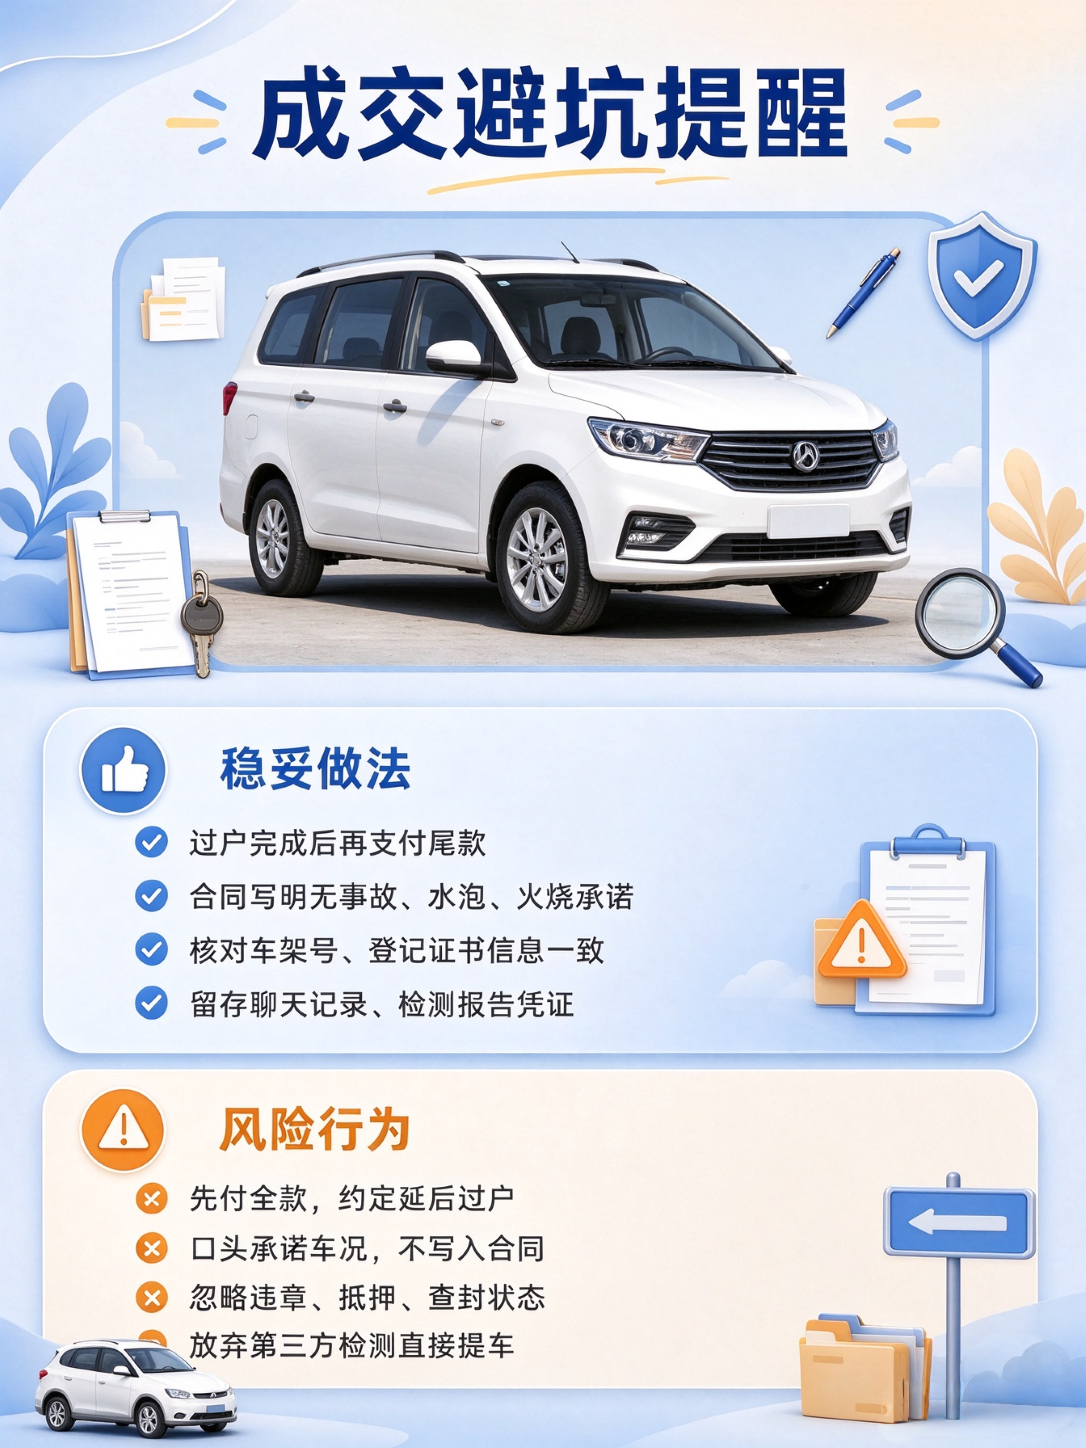 成交避坑提醒
稳妥做法
过户完成后再支付尾款
合同写明无事故、水泡、火烧承诺
核对车架号、登记证书信息一致
留存聊天记录、检测报告凭证
风险行为
先付全款，约定延后过户
口头承诺车况，不写入合同
忽略违章、抵押、查封状态
放弃第三方检测直接提车